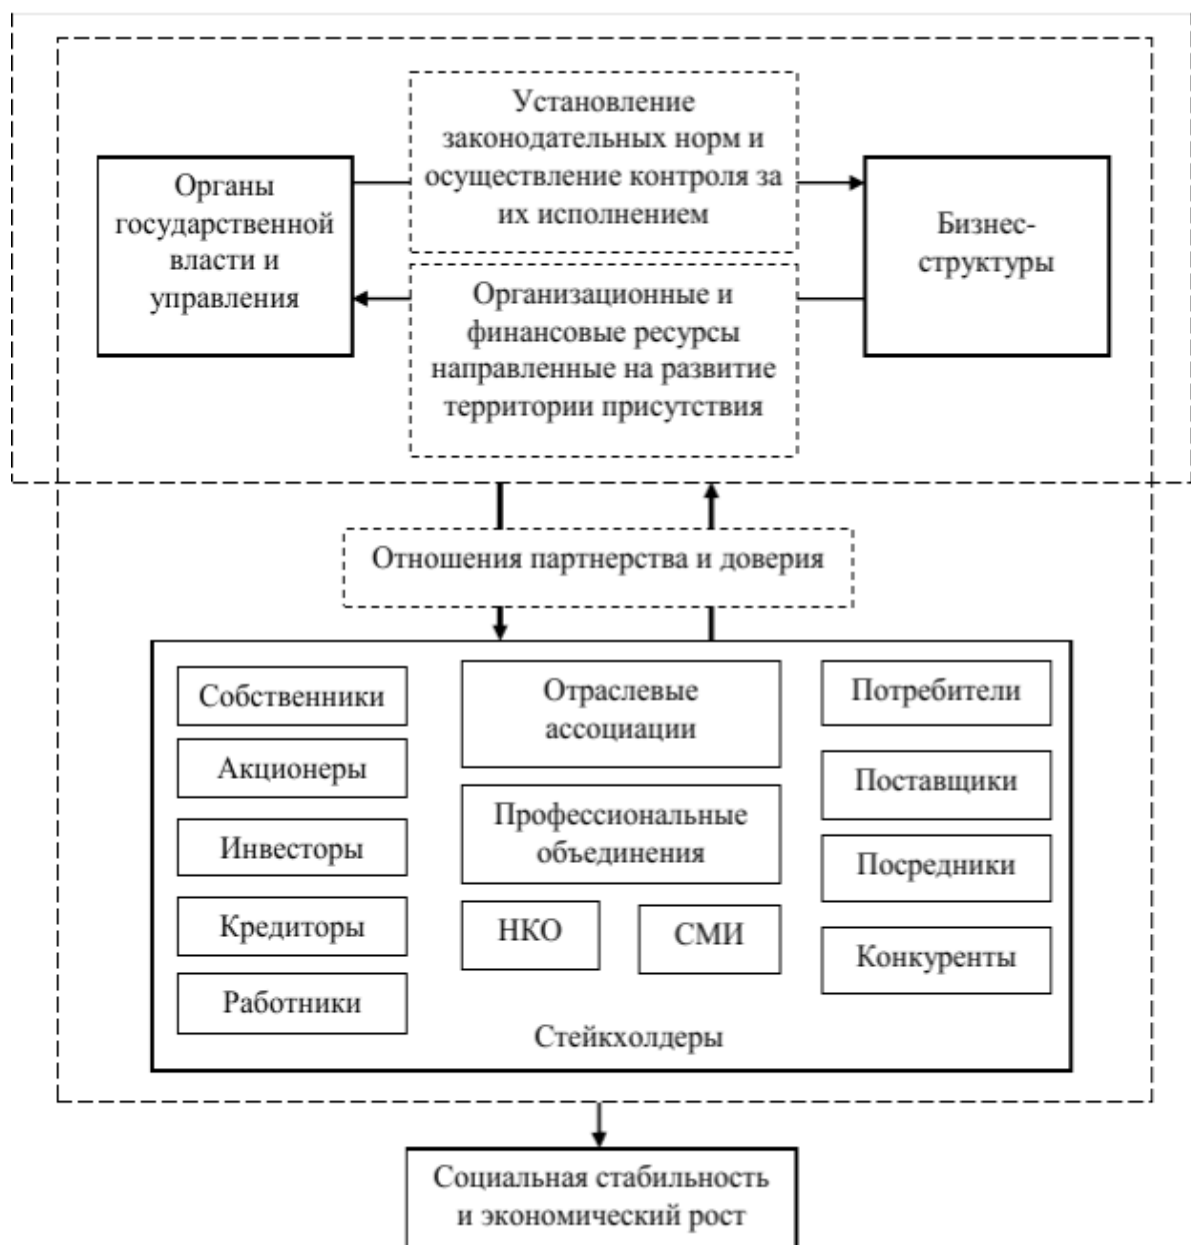 Установление
законодательных норм и
осуществление контроля за
их исполнением
Органы
государственной
власти и
управления
Бизнес-
структуры
Организационные и
финансовые ресурсы
направленные на развитие
территории присутствия
Отношения партнерства и доверия
Собственники
Акционеры
Инвесторы
Кредиторы
Работники
Отраслевые
ассоциации
Профессиональные
объединения
НКО
СМИ
Потребители
Поставщики
Посредники
Конкуренты
Стейкхолдеры
Социальная стабильность
и экономический рост